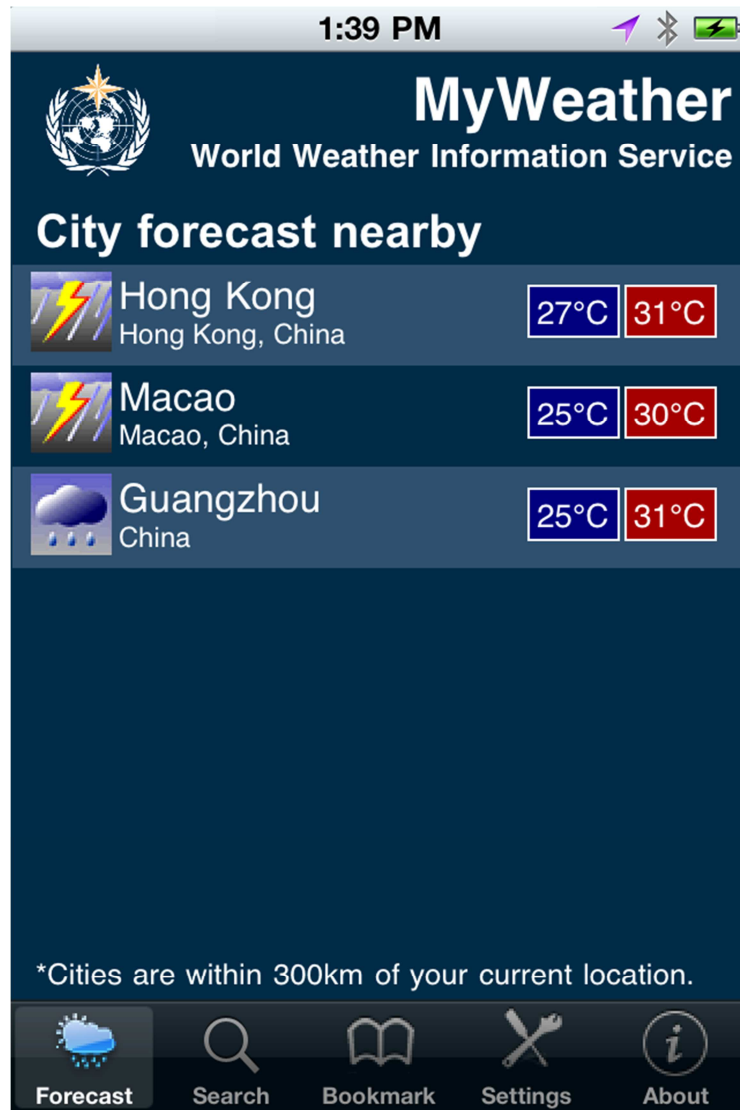 1:39 PM
MyWeather
World Weather Information Service
City forecast nearby
Hong Kong
Hong Kong, China
27°C 31°C
Macao
Macao, China
25°C 30°C
Guangzhou
China
25°C 31°C
*Cities are within 300km of your current location.
Forecast Search Bookmark Settings About